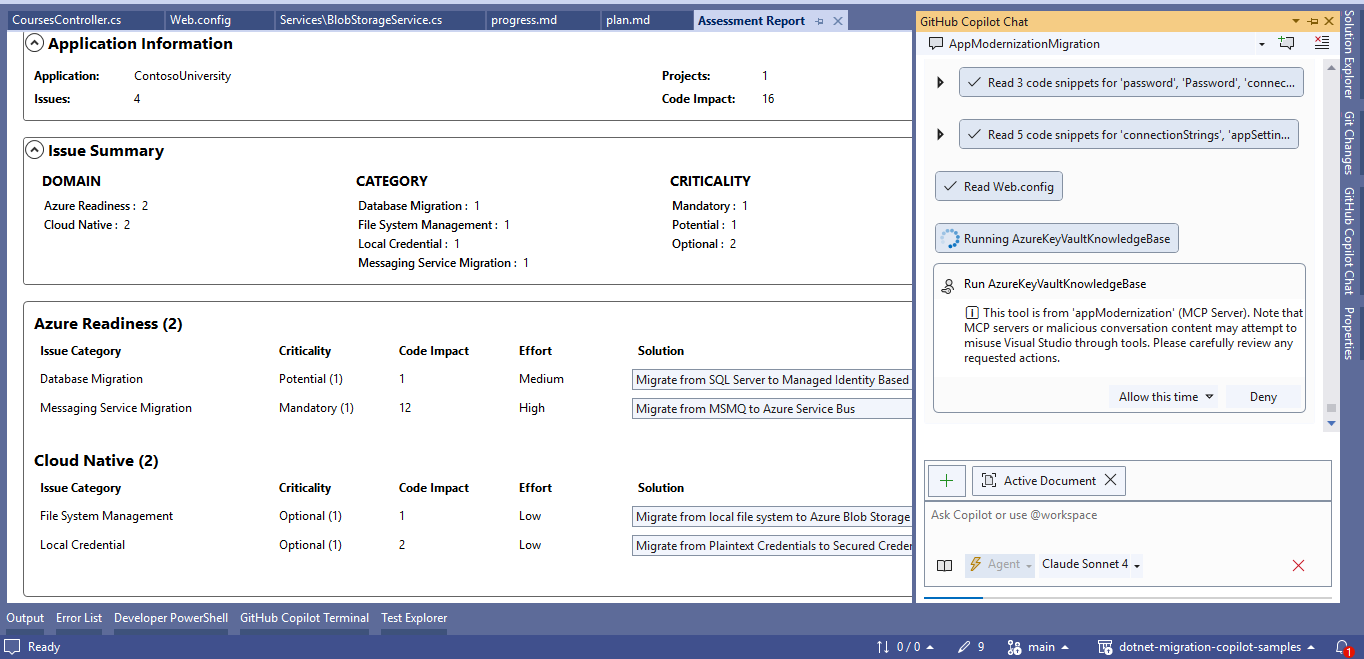 CoursesController.cs Web.config Services\BlobStorageService.cs progress.md plan.md Assessment Report
Application Information
Application: ContosoUniversity Projects: 1
Issues: 4 Code Impact: 16
Issue Summary
DOMAIN CATEGORY CRITICALITY
Azure Readiness : 2 Database Migration : 1 Mandatory : 1
Cloud Native : 2 File System Management : 1 Potential : 1
Local Credential : 1 Optional : 2
Messaging Service Migration : 1
Azure Readiness (2)
Issue Category Criticality Code Impact Effort Solution
Database Migration Potential (1) 1 Medium Migrate from SQL Server to Managed Identity Based
Messaging Service Migration Mandatory (1) 12 High Migrate from MSMQ to Azure Service Bus
Cloud Native (2)
Issue Category Criticality Code Impact Effort Solution
File System Management Optional (1) 1 Low Migrate from local file system to Azure Blob Storage
Local Credential Optional (1) 2 Low Migrate from Plaintext Credentials to Secured Creder
GitHub Copilot Chat
AppModernizationMigration
Read 3 code snippets for 'password', 'Password', 'connec...
Read 5 code snippets for 'connectionStrings', 'appSettin...
Read Web.config
Running AzureKeyVaultKnowledgeBase
Run AzureKeyVaultKnowledgeBase
This tool is from 'appModernization' (MCP Server). Note that
MCP servers or malicious conversation content may attempt to
misuse Visual Studio through tools. Please carefully review any
requested actions.
Allow this time Deny
Active Document
Ask Copilot or use @workspace
Agent Claude Sonnet 4
Solution Explorer
Git Changes
GitHub Copilot Chat
Properties
Output Error List Developer PowerShell GitHub Copilot Terminal Test Explorer
Ready 0 / 0 9 main dotnet-migration-copilot-samples 1